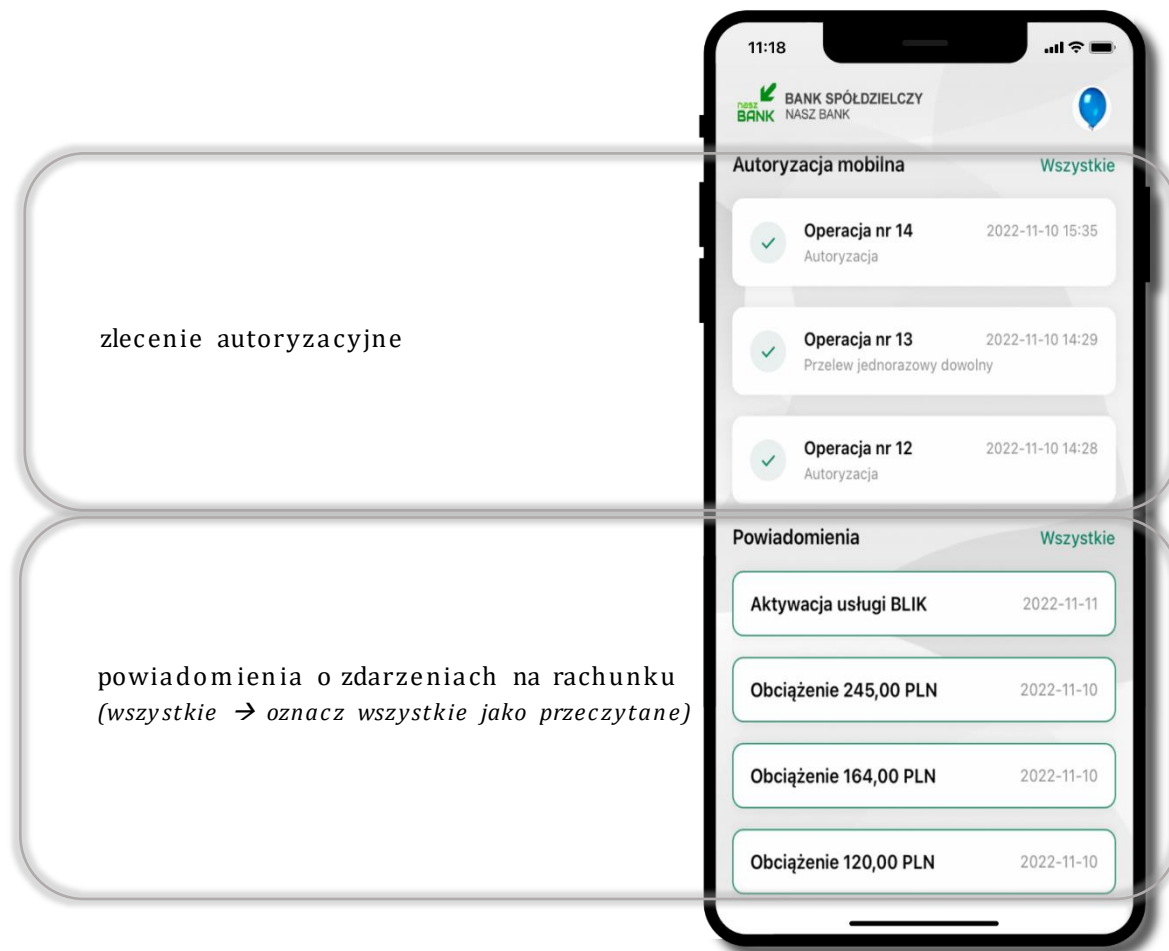 11:18
nasz
BANK
BANK SPÓŁDZIELCZY
NASZ BANK
Autoryzacja mobilna Wszystkie
Operacja nr 14 2022-11-10 15:35
Autoryzacja
zlecenie autoryzacyjne
Operacja nr 13 2022-11-10 14:29
Przelew jednorazowy dowolny
Operacja nr 12 2022-11-10 14:28
Autoryzacja
Powiadomienia Wszystkie
Aktywacja usługi BLIK 2022-11-11
powiadomienia o zdarzeniach na rachunku
(wszystkie → oznacz wszystkie jako przeczytane)
Obciążenie 245,00 PLN 2022-11-10
Obciążenie 164,00 PLN 2022-11-10
Obciążenie 120,00 PLN 2022-11-10